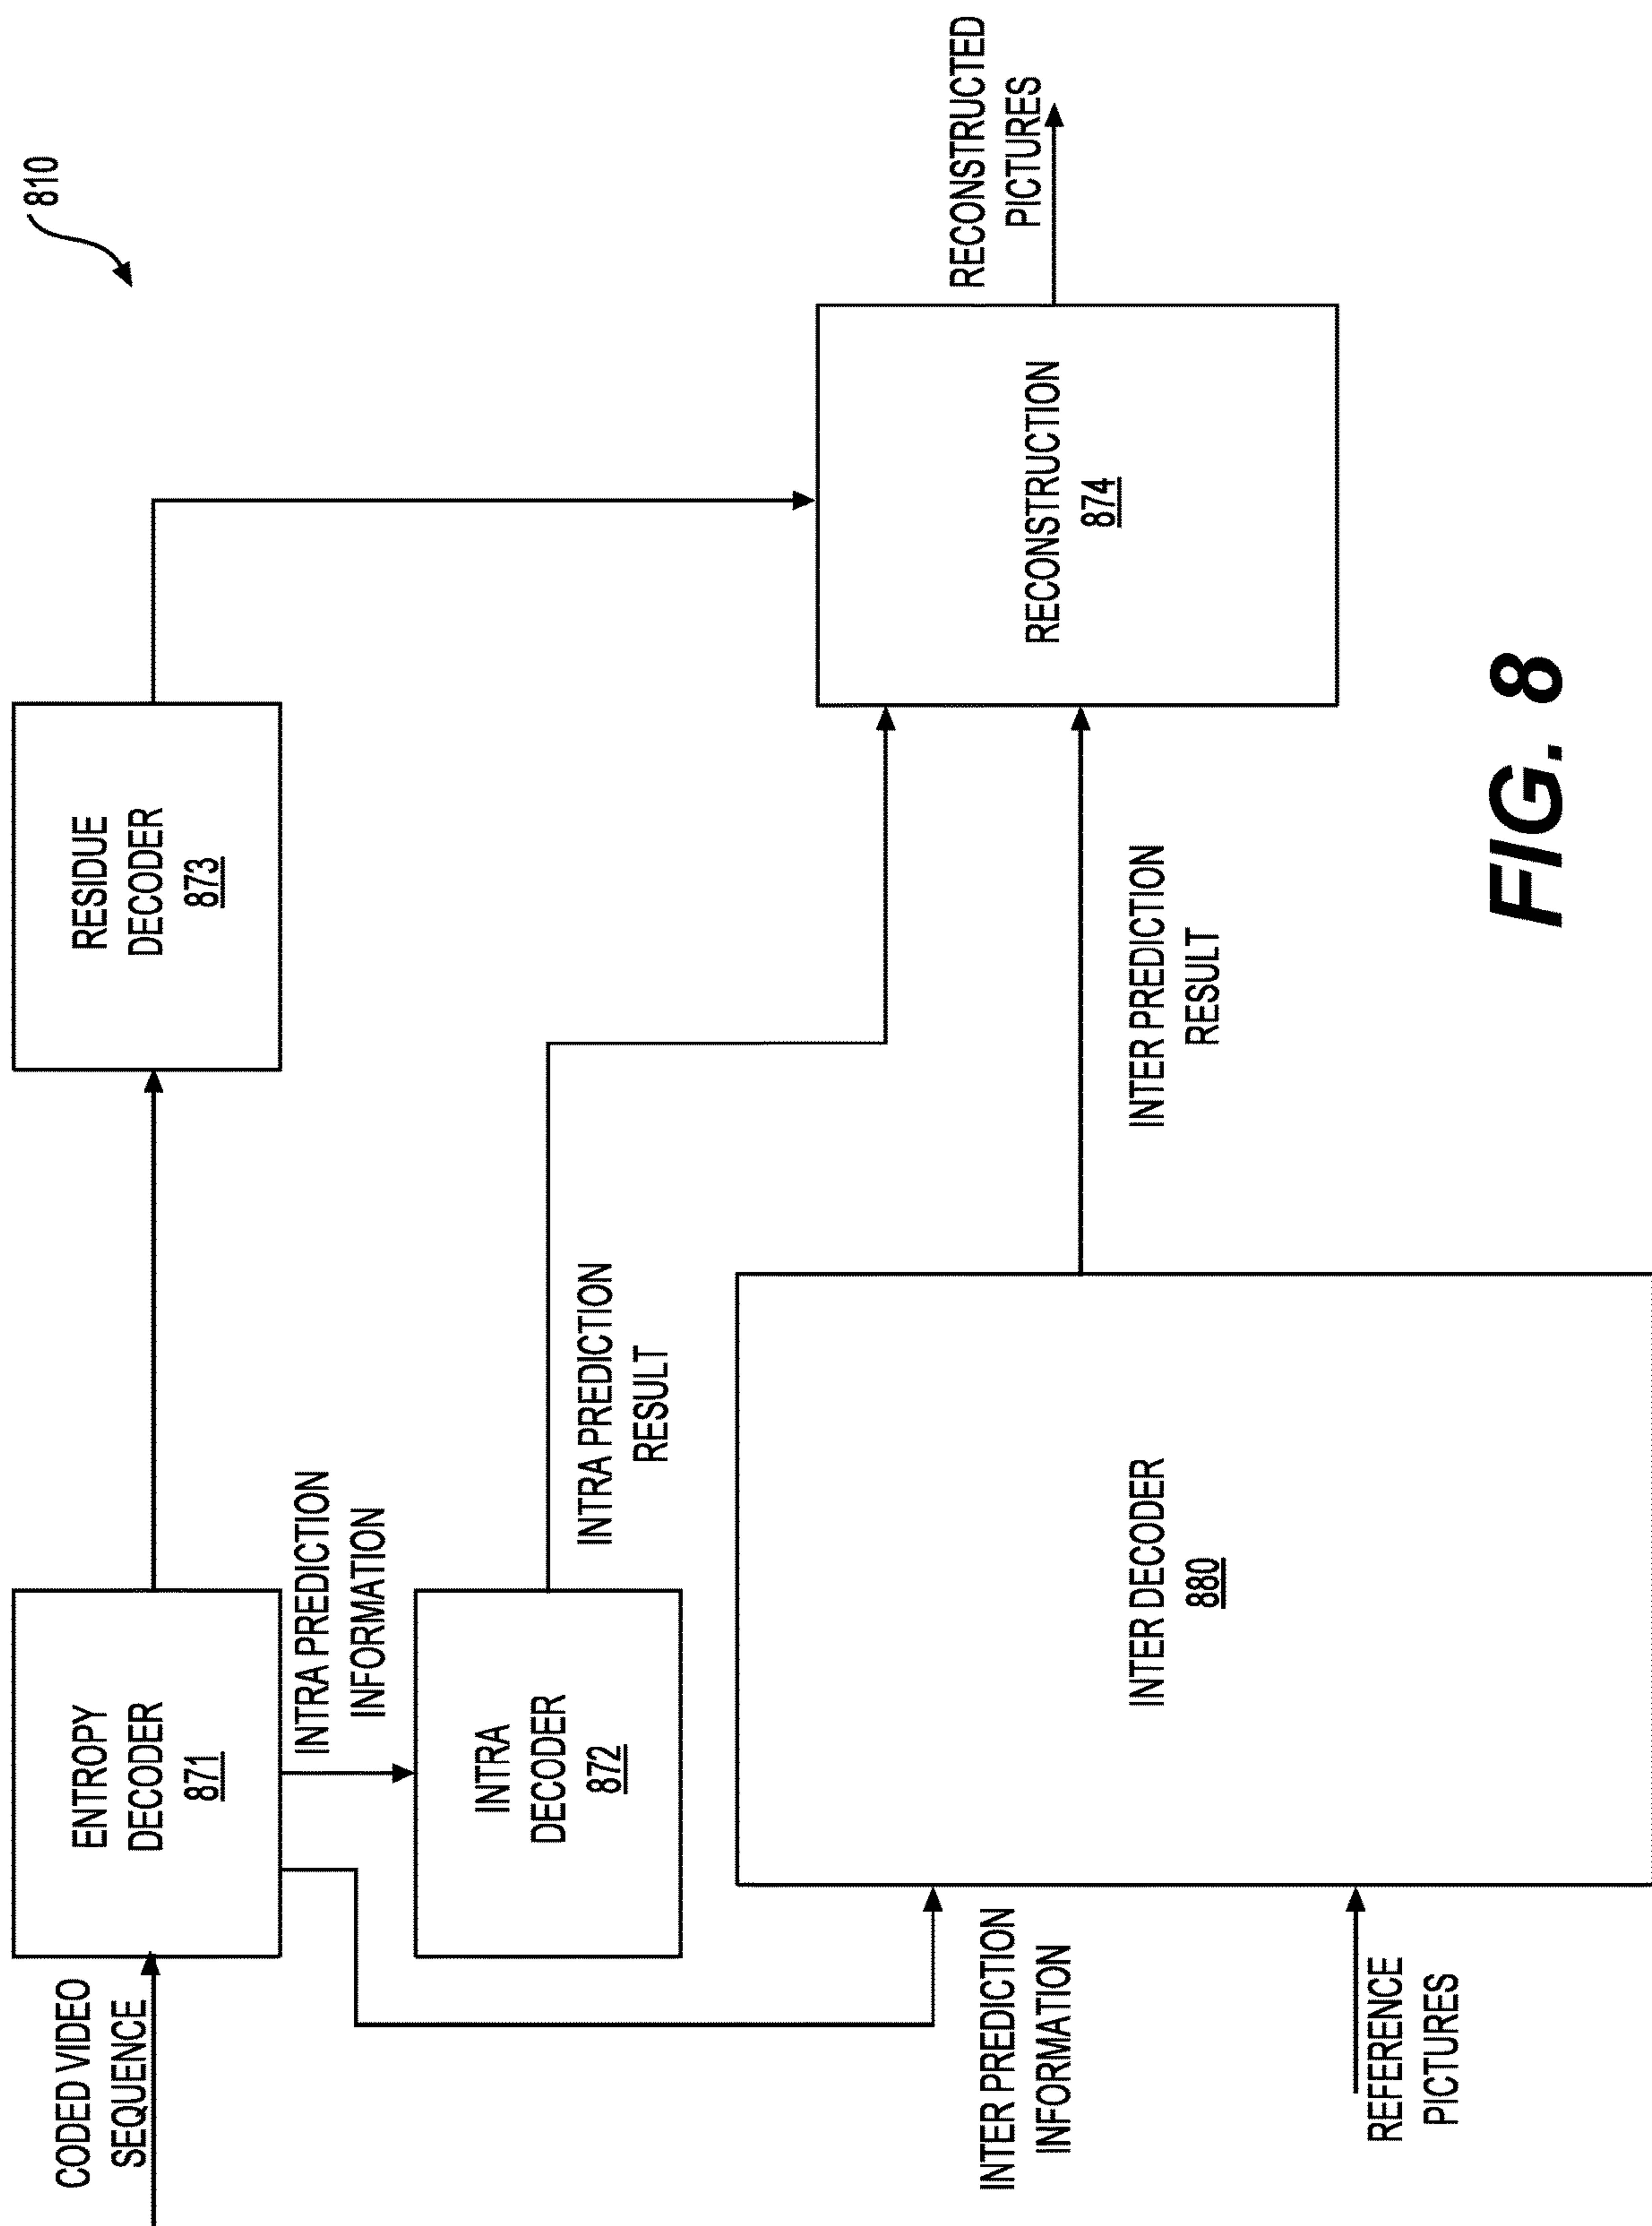 810
CODED VIDEO
SEQUENCE
ENTROPY
DECODER
871
RESIDUE
DECODER
873
INTRA PREDICTION
INFORMATION
INTRA
DECODER
872
INTRA PREDICTION
RESULT
RECONSTRUCTED
PICTURES
RECONSTRUCTION
874
INTER PREDICTION
INFORMATION
INTER DECODER
880
INTER PREDICTION
RESULT
REFERENCE
PICTURES
FIG. 8